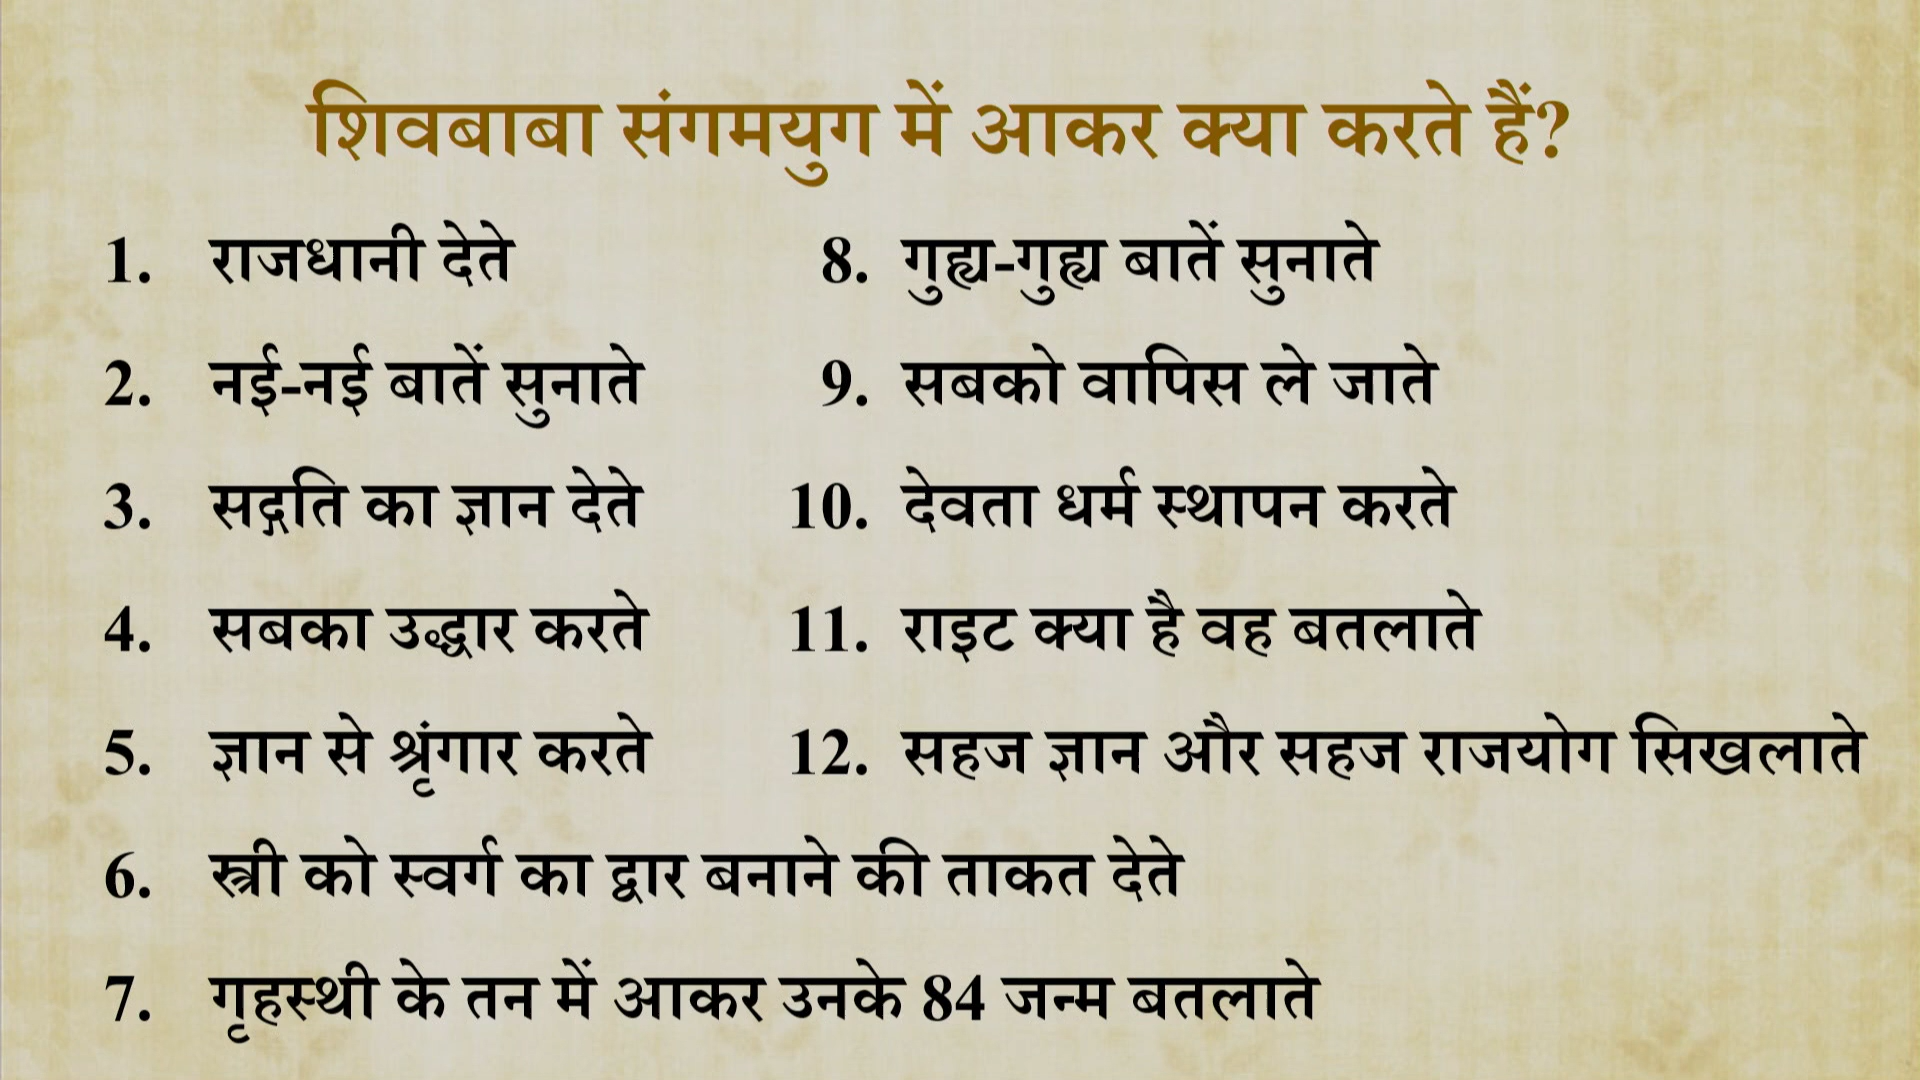 शिवबाबा संगमयुग में आकर क्या करते हैं?
1. राजधानी देते
2. नई-नई बातें सुनाते
3. सद्गति का ज्ञान देते
4. सबका उद्धार करते
5. ज्ञान से श्रृंगार करते
6. स्त्री को स्वर्ग का द्वार बनाने की ताकत देते
7. गृहस्थी के तन में आकर उनके 84 जन्म बतलाते
8. गुह्य-गुह्य बातें सुनाते
9. सबको वापिस ले जाते
10. देवता धर्म स्थापन करते
11. राइट क्या है वह बतलाते
12. सहज ज्ञान और सहज राजयोग सिखलाते